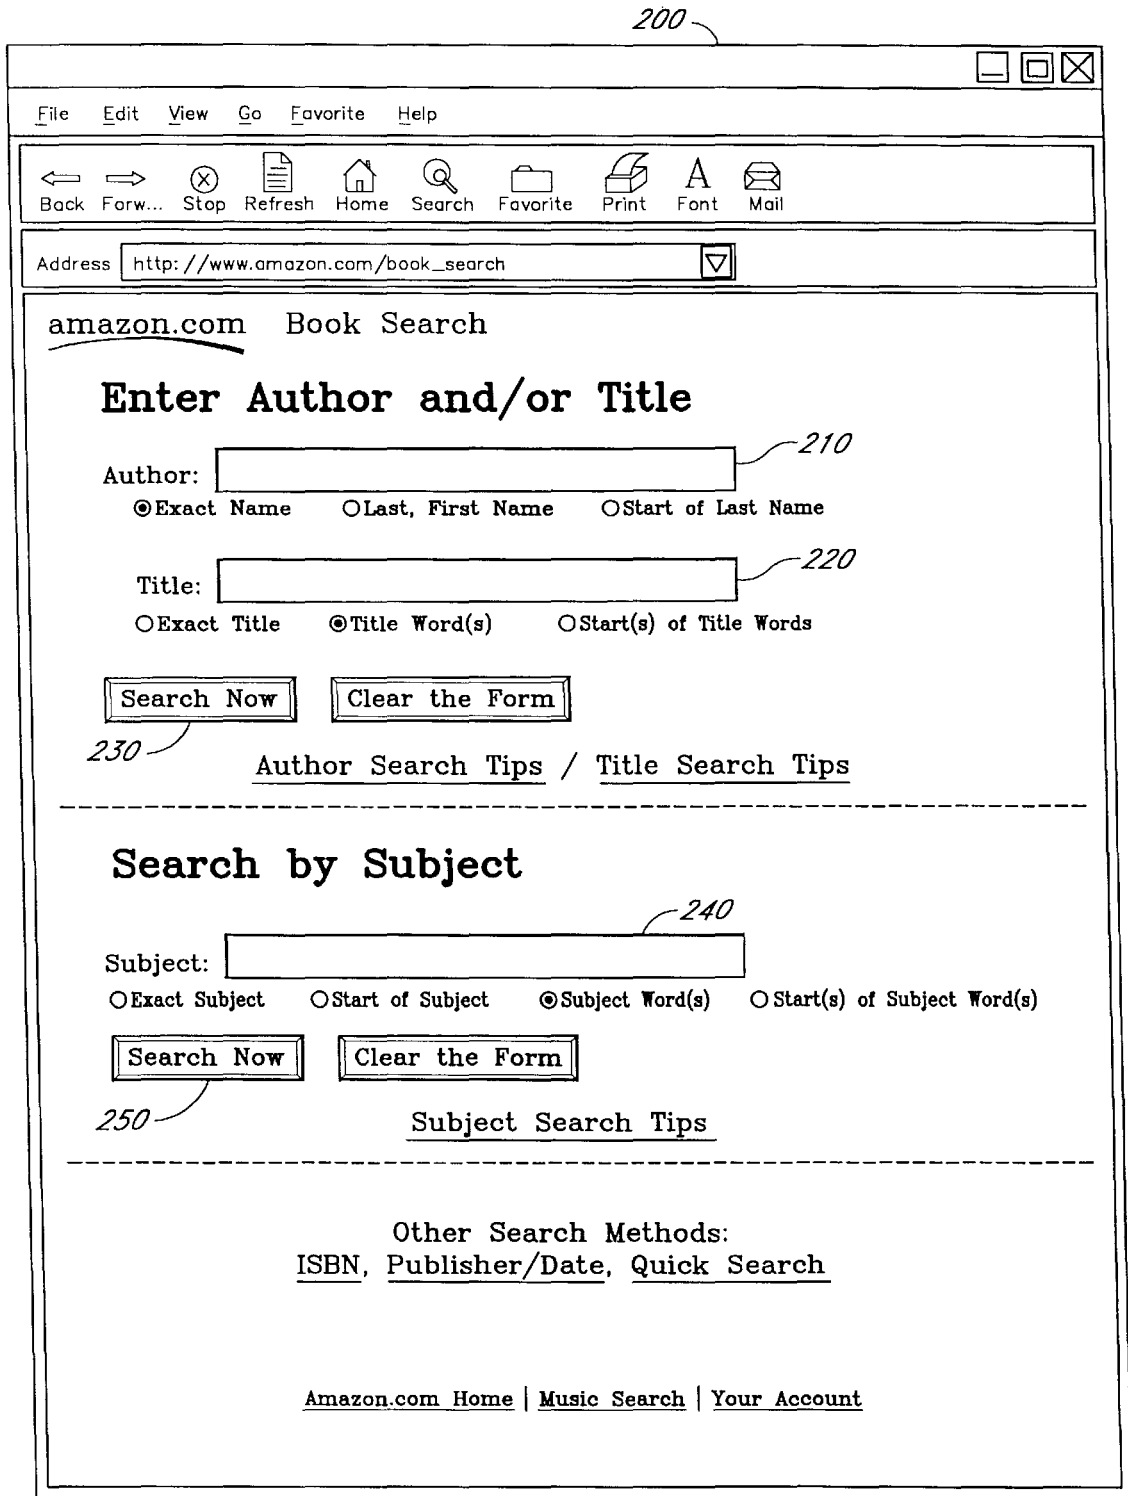 200
File Edit View Go Favorite Help
Back Forw... Stop Refresh Home Search Favorite Print Font Mail
A
Address http://www.amazon.com/book_search
amazon.com Book Search
Enter Author and/or Title
210
Author:
Exact Name Last, First Name Start of Last Name
220
Title:
Exact Title Title Word(s) Start(s) of Title Words
Search Now Clear the Form
230
Author Search Tips / Title Search Tips
Search by Subject
240
Subject:
Exact Subject Start of Subject Subject Word(s) Start(s) of Subject Word(s)
Search Now Clear the Form
250
Subject Search Tips
Other Search Methods:
ISBN, Publisher/Date, Quick Search
Amazon.com Home | Music Search | Your Account